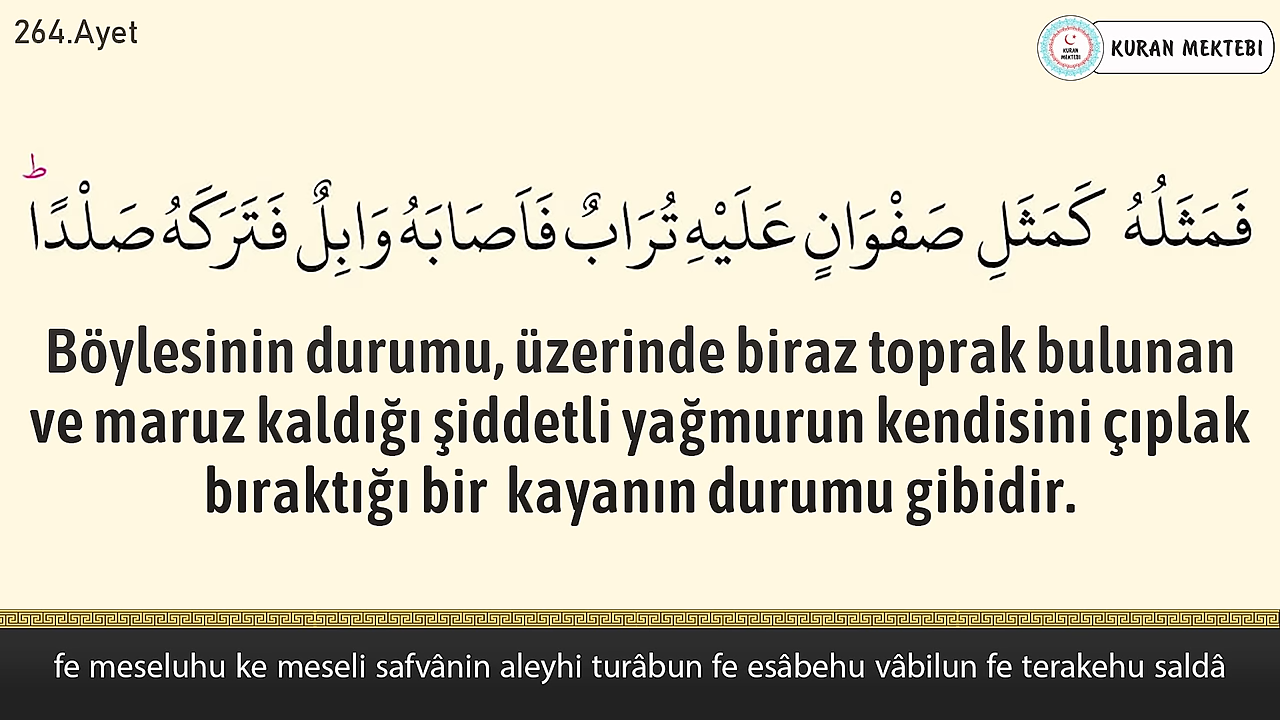 264.Ayet
KURAN MEKTEBI
KURAN
MEKTEBI
ط
فَمَثَلُهُ كَمَثَلِ صَفْوَانٍ عَلَيْهِ تُرَابٌ فَاَصَابَهُ وَابِلٌ فَتَرَكَهُ صَلْدًا
Böylesinin durumu, üzerinde biraz toprak bulunan
ve maruz kaldığı şiddetli yağmurun kendisini çıplak
bıraktığı bir kayanın durumu gibidir.
fe meseluhu ke meseli safvânin aleyhi turâbun fe esâbehu vâbilun fe terakehu saldâ